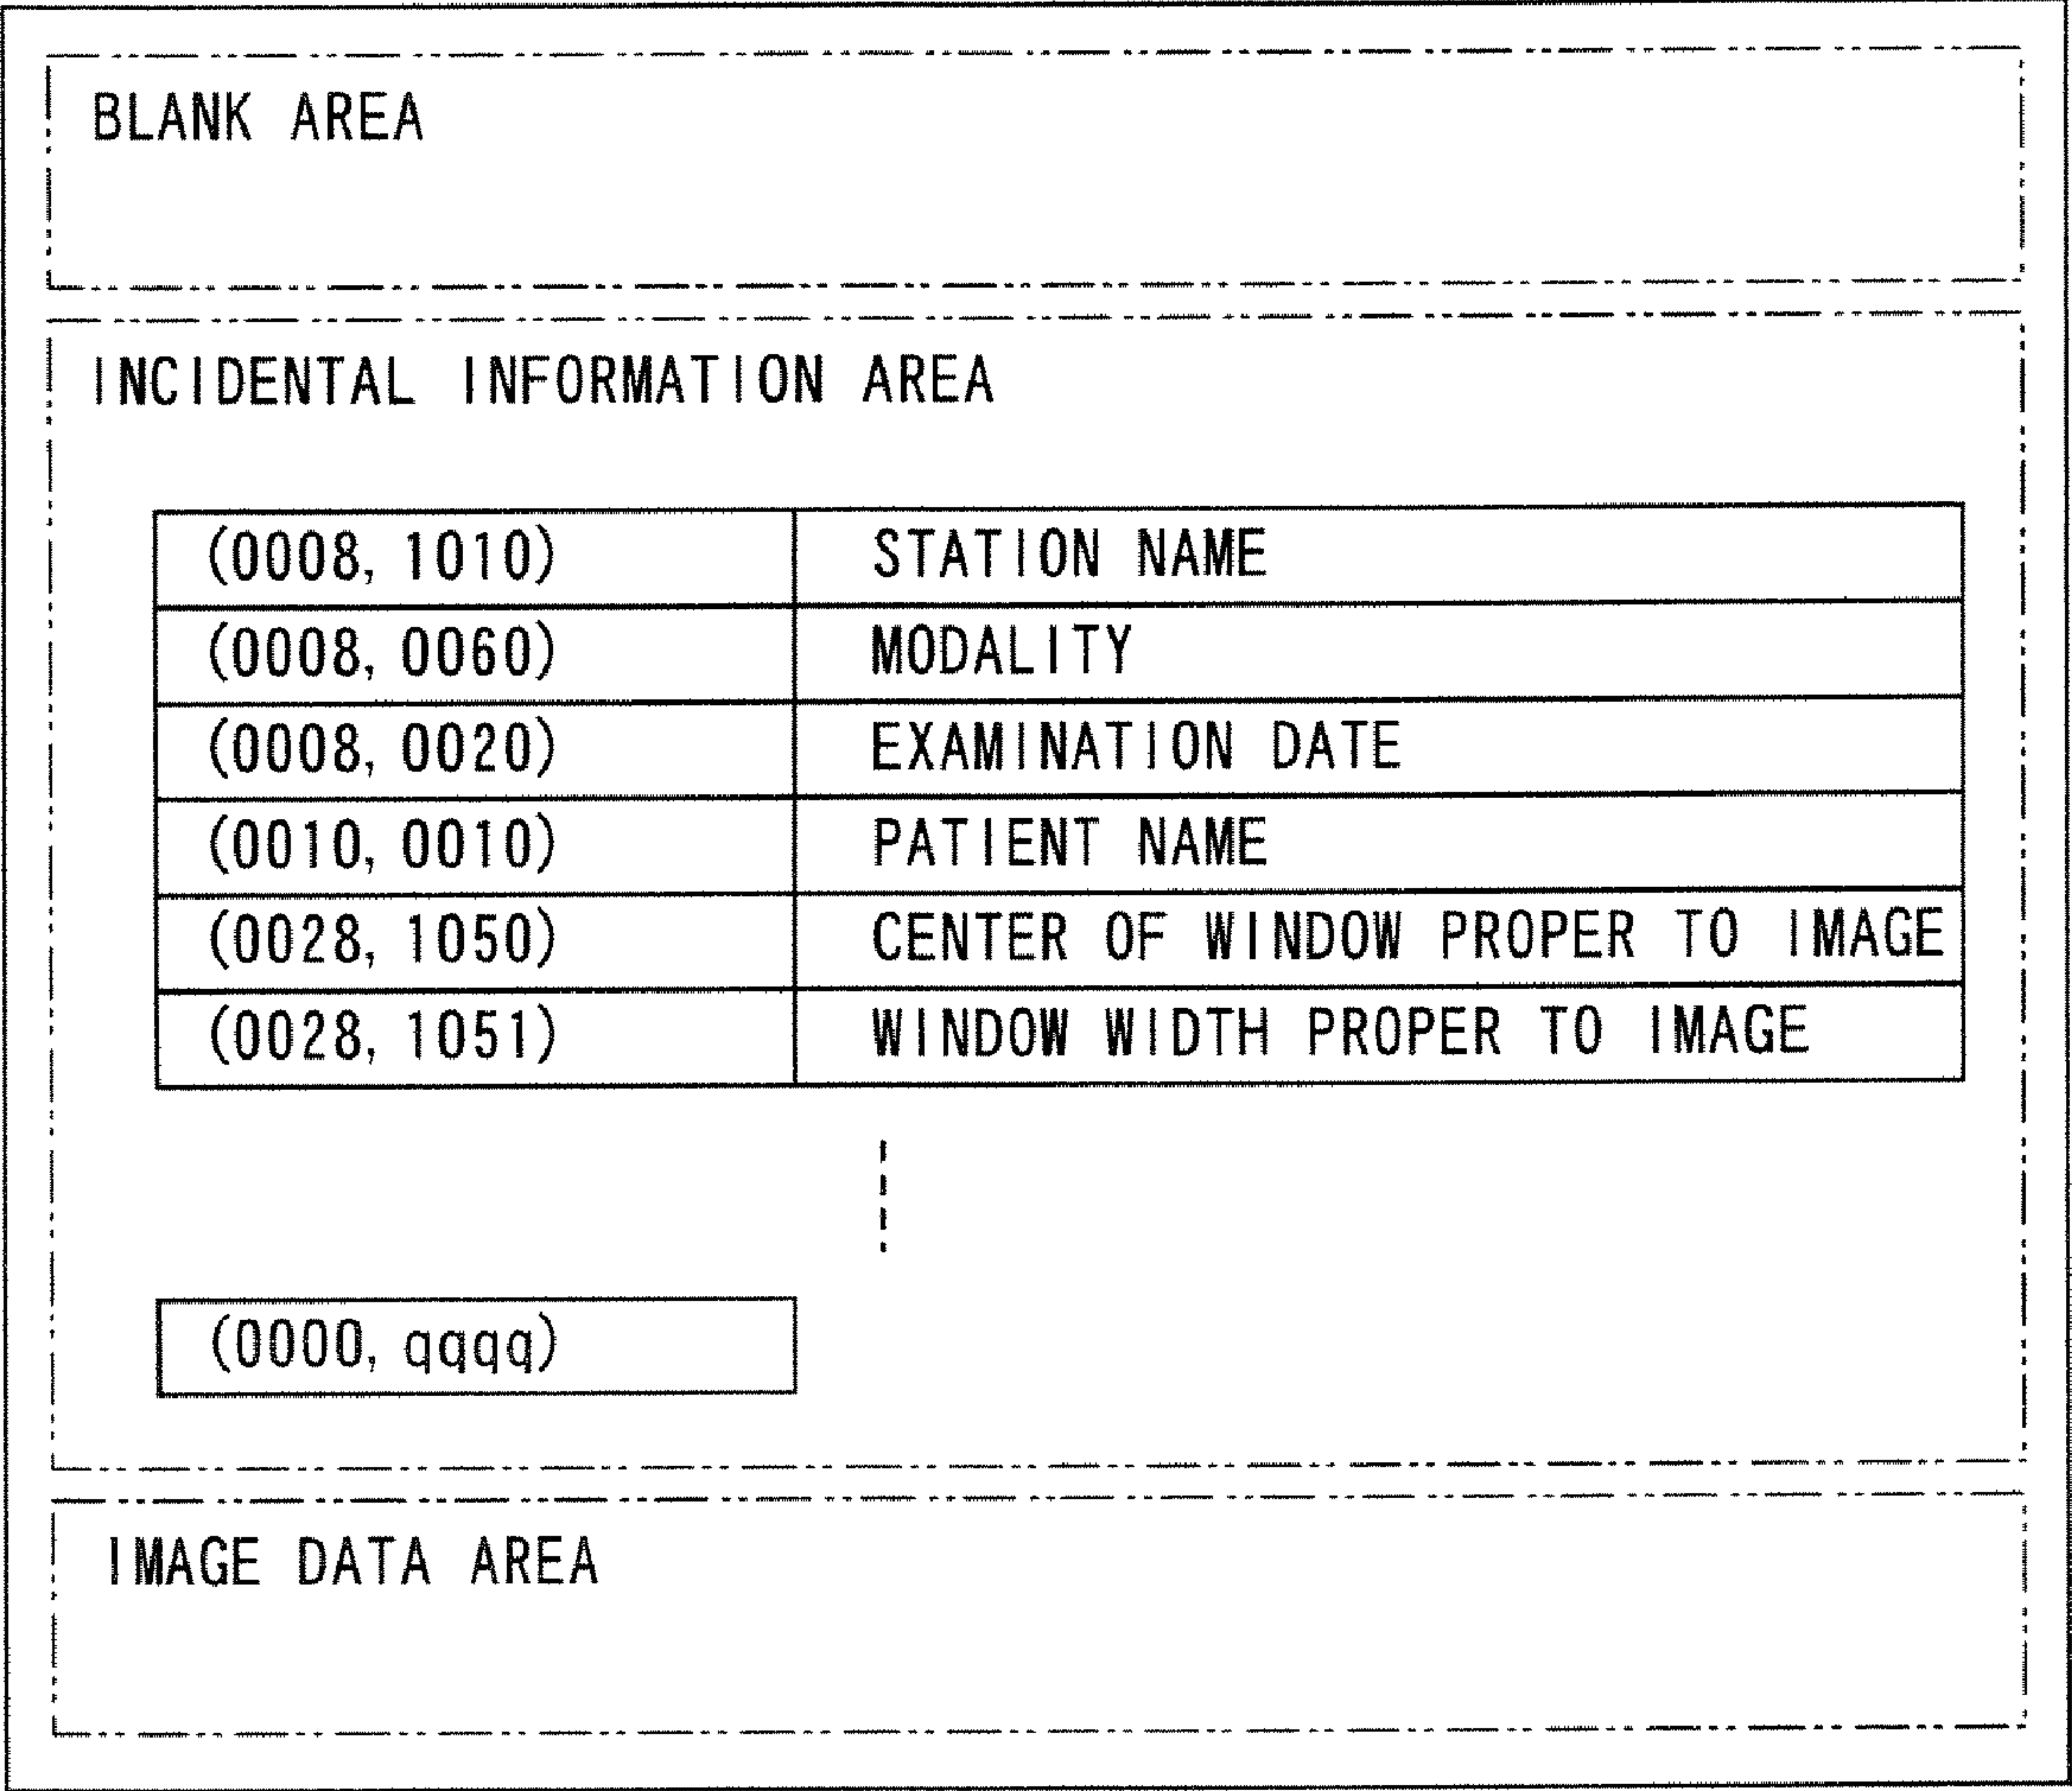 BLANK AREA
INCIDENTAL INFORMATION AREA
(0008, 1010) STATION NAME
(0008, 0060) MODALITY
(0008, 0020) EXAMINATION DATE
(0010, 0010) PATIENT NAME
(0028, 1050) CENTER OF WINDOW PROPER TO IMAGE
(0028, 1051) WINDOW WIDTH PROPER TO IMAGE
(0000, qqqq)
IMAGE DATA AREA